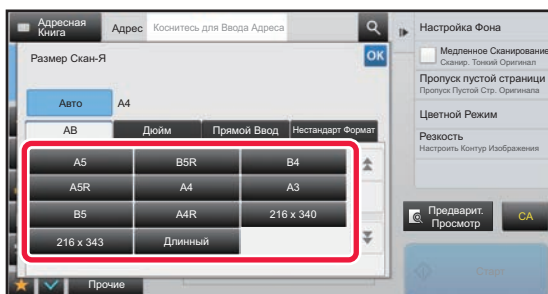 Адресная
Книга
Адрес
Коснитесь для Ввода Адреса
Настройка Фона
Размер Скан-Я
OK
Медленное Сканирование
Сканир. Тонкий Оригинал
Авто
A4
Пропуск пустой страници
Пропуск Пустой Стр. Оригинала
AB
Дюйм
Прямой Ввод
Нестандарт Формат
Цветной Режим
Резкость
Настроить Контур Изображения
A5
B5R
B4
A5R
A4
A3
B5
A4R
216 x 340
216 x 343
Длинный
Предварит.
Просмотр
CA
Прочие
Старт